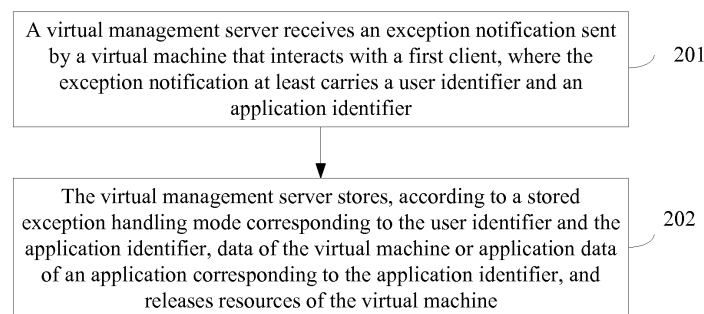 A virtual management server receives an exception notification sent
by a virtual machine that interacts with a first client, where the
exception notification at least carries a user identifier and an
application identifier
201
The virtual management server stores, according to a stored
exception handling mode corresponding to the user identifier and the
application identifier, data of the virtual machine or application data
of an application corresponding to the application identifier, and
releases resources of the virtual machine
202